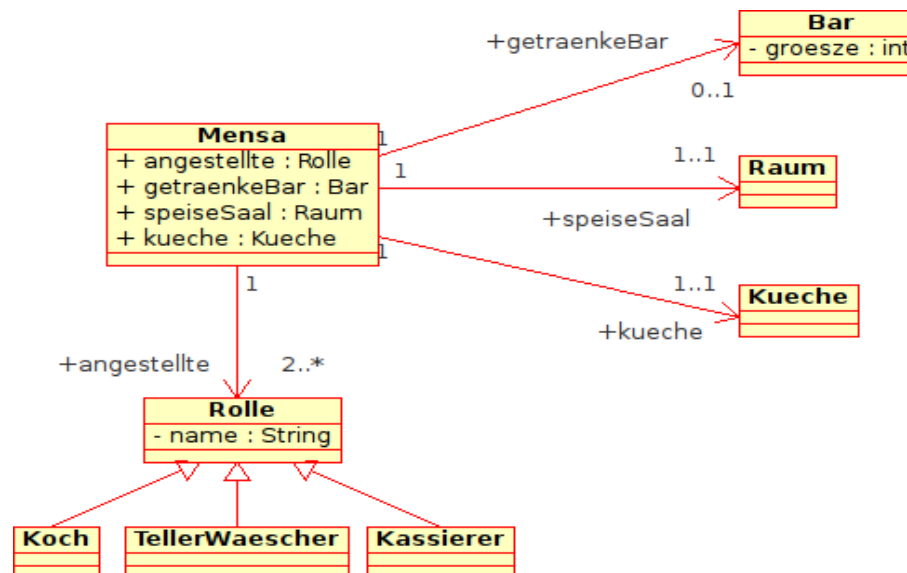 Bar
- groesze : int
+getraenkeBar
0..1
Mensa
+ angestellte : Rolle
+ getraenkeBar : Bar
+ speiseSaal : Raum
+ kueche : Kueche
1
1
1..1
Raum
+speiseSaal
1
1..1
Kueche
+kueche
1
+angestellte
2..*
Rolle
- name : String
Koch
TellerWaescher
Kassierer